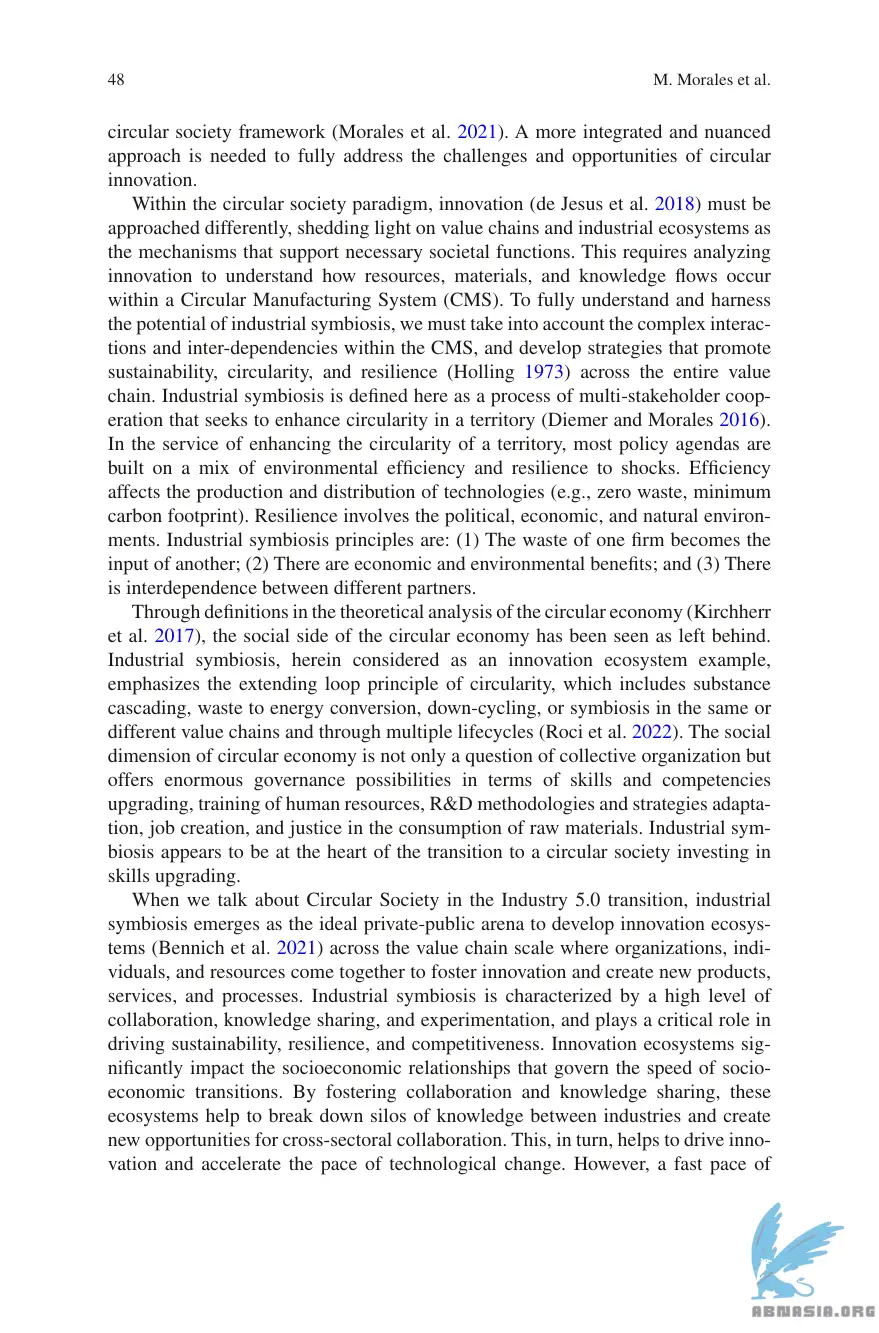 48
M. Morales et al.
circular society framework (Morales et al. 2021). A more integrated and nuanced
approach is needed to fully address the challenges and opportunities of circular
innovation.
Within the circular society paradigm, innovation (de Jesus et al. 2018) must be
approached differently, shedding light on value chains and industrial ecosystems as
the mechanisms that support necessary societal functions. This requires analyzing
innovation to understand how resources, materials, and knowledge flows occur
within a Circular Manufacturing System (CMS). To fully understand and harness
the potential of industrial symbiosis, we must take into account the complex interac-
tions and inter-dependencies within the CMS, and develop strategies that promote
sustainability, circularity, and resilience (Holling 1973) across the entire value
chain. Industrial symbiosis is defined here as a process of multi-stakeholder coop-
eration that seeks to enhance circularity in a territory (Diemer and Morales 2016).
In the service of enhancing the circularity of a territory, most policy agendas are
built on a mix of environmental efficiency and resilience to shocks. Efficiency
affects the production and distribution of technologies (e.g., zero waste, minimum
carbon footprint). Resilience involves the political, economic, and natural environ-
ments. Industrial symbiosis principles are: (1) The waste of one firm becomes the
input of another; (2) There are economic and environmental benefits; and (3) There
is interdependence between different partners.
Through definitions in the theoretical analysis of the circular economy (Kirchherr
et al. 2017), the social side of the circular economy has been seen as left behind.
Industrial symbiosis, herein considered as an innovation ecosystem example,
emphasizes the extending loop principle of circularity, which includes substance
cascading, waste to energy conversion, down-cycling, or symbiosis in the same or
different value chains and through multiple lifecycles (Roci et al. 2022). The social
dimension of circular economy is not only a question of collective organization but
offers enormous governance possibilities in terms of skills and competencies
upgrading, training of human resources, R&D methodologies and strategies adapta-
tion, job creation, and justice in the consumption of raw materials. Industrial sym-
biosis appears to be at the heart of the transition to a circular society investing in
skills upgrading.
When we talk about Circular Society in the Industry 5.0 transition, industrial
symbiosis emerges as the ideal private-public arena to develop innovation ecosys-
tems (Bennich et al. 2021) across the value chain scale where organizations, indi-
viduals, and resources come together to foster innovation and create new products,
services, and processes. Industrial symbiosis is characterized by a high level of
collaboration, knowledge sharing, and experimentation, and plays a critical role in
driving sustainability, resilience, and competitiveness. Innovation ecosystems sig-
nificantly impact the socioeconomic relationships that govern the speed of socio-
economic transitions. By fostering collaboration and knowledge sharing, these
ecosystems help to break down silos of knowledge between industries and create
new opportunities for cross-sectoral collaboration. This, in turn, helps to drive inno-
vation and accelerate the pace of technological change. However, a fast pace of
ABNASIA.ORG